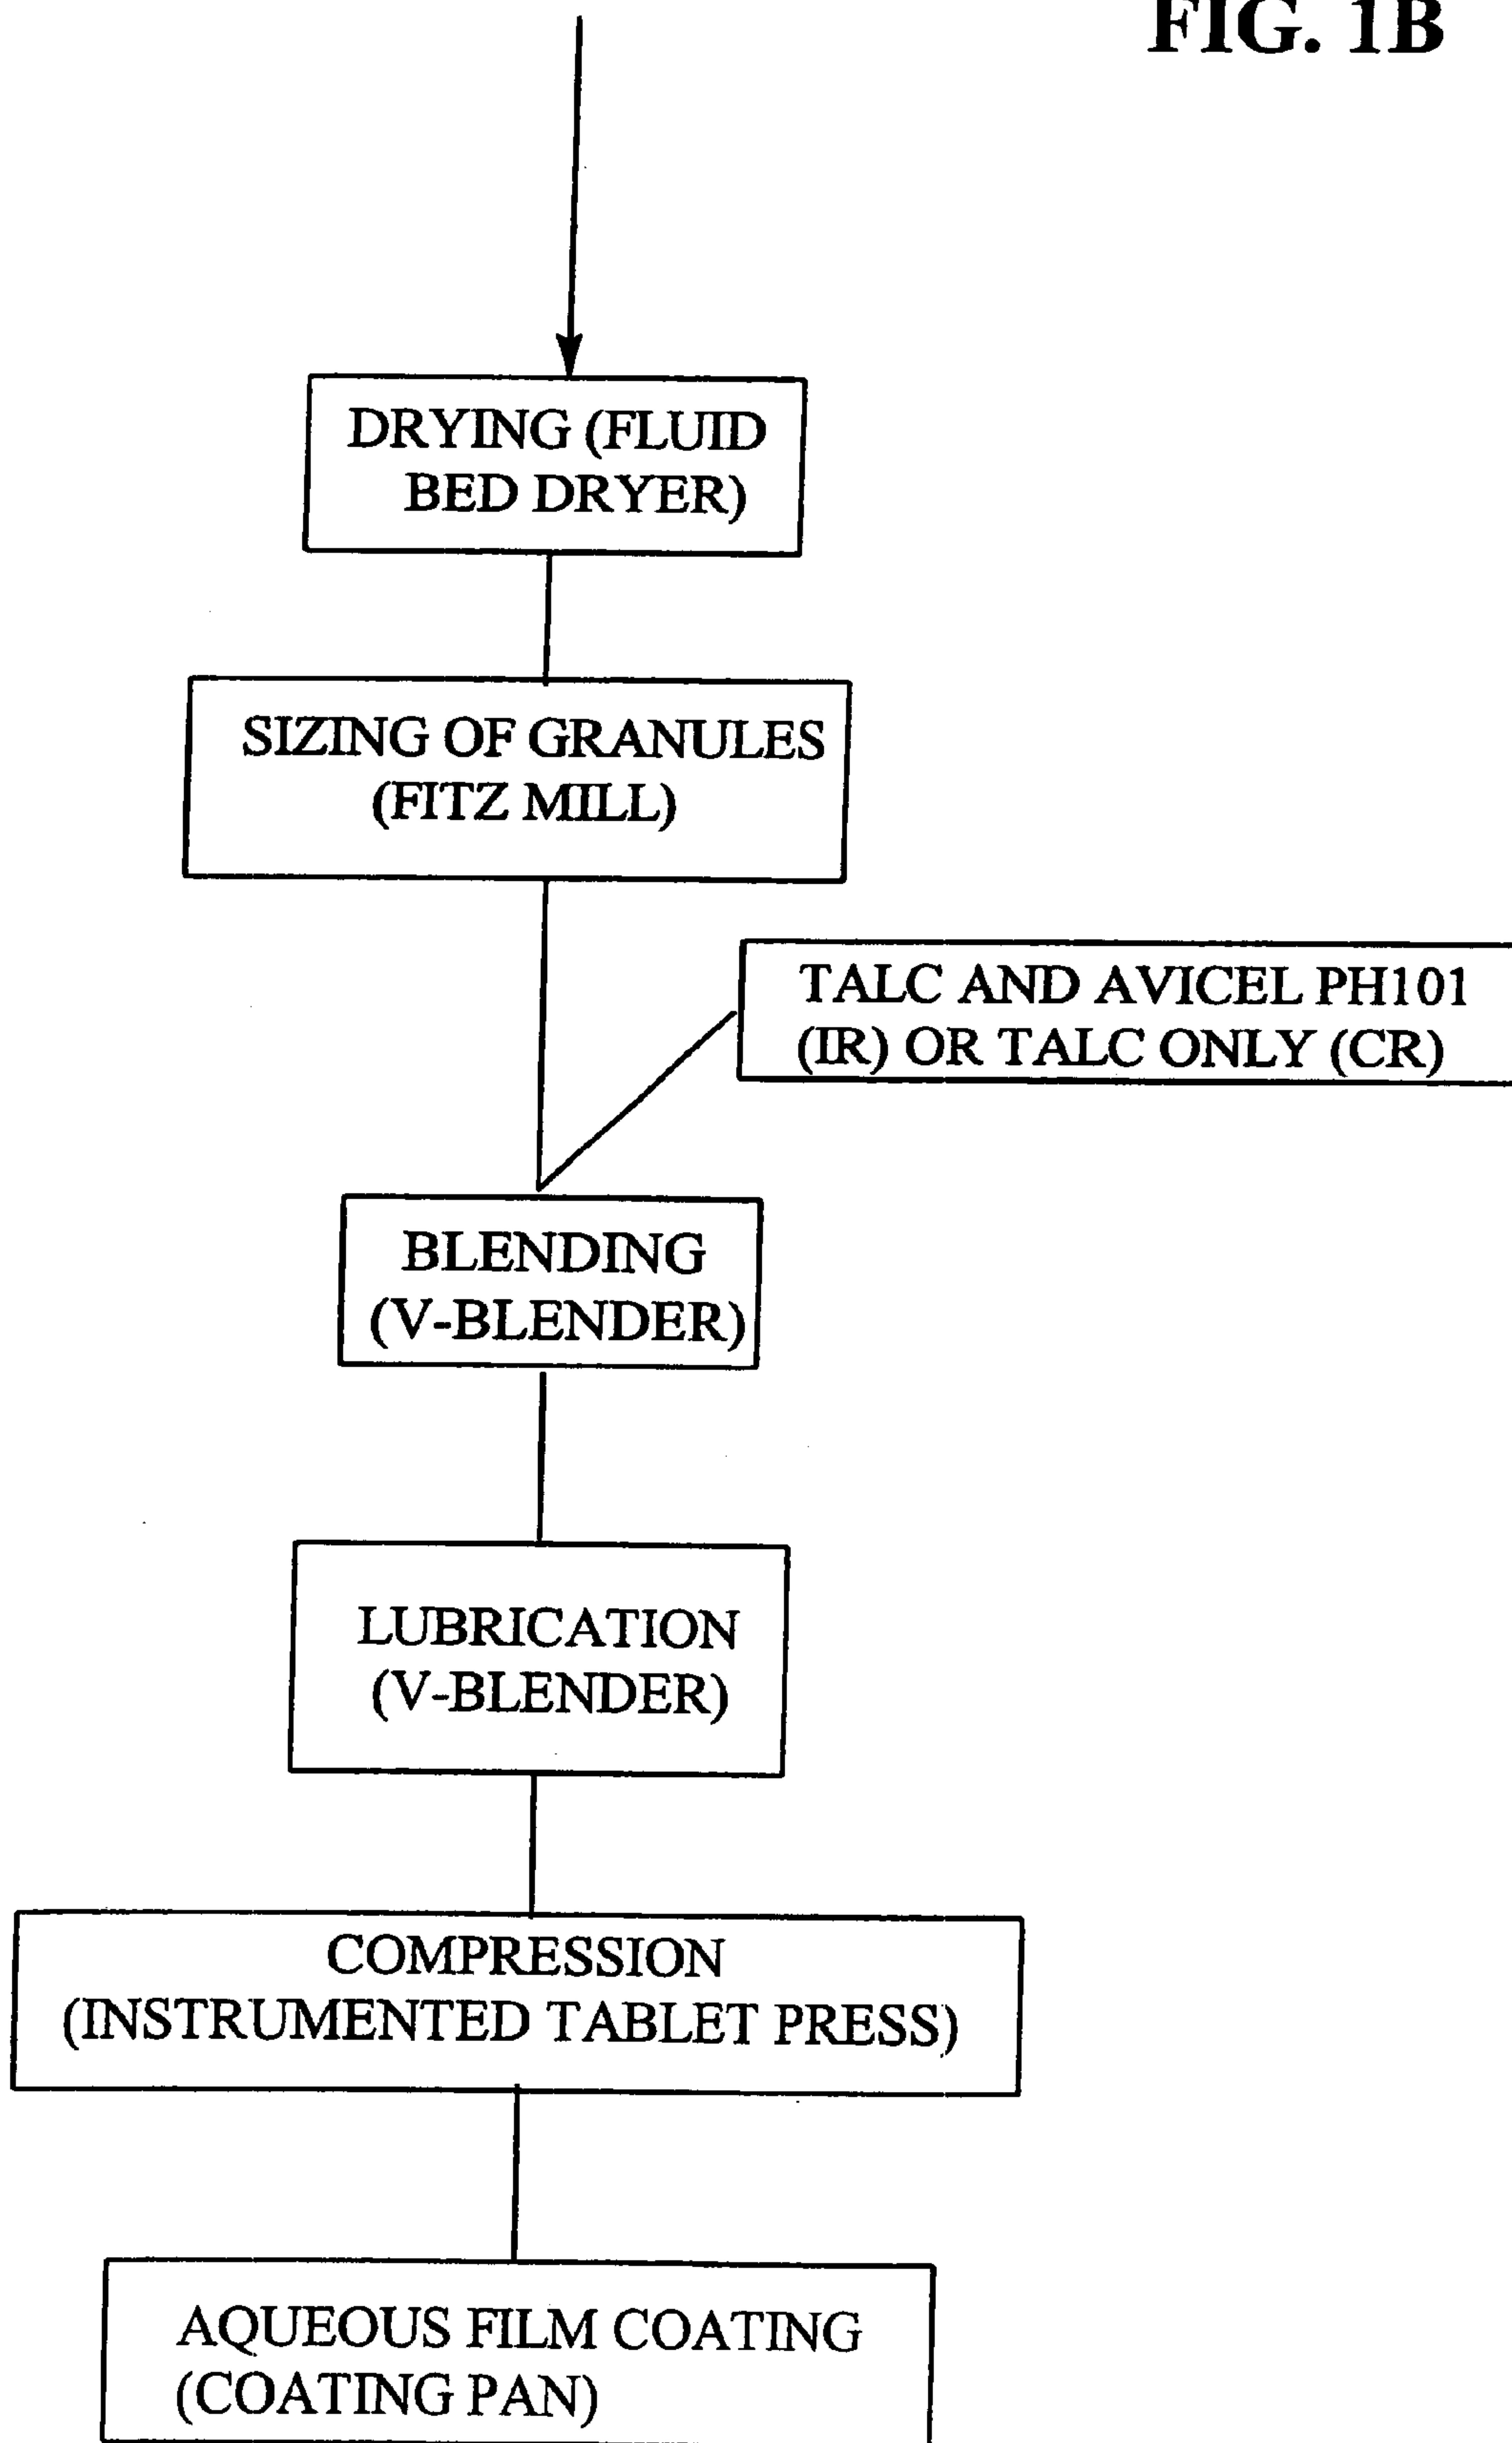 FIG. 1B
DRYING (FLUID
BED DRYER)
SIZING OF GRANULES
(FITZ MILL)
TALC AND AVICEL PH101
(IR) OR TALC ONLY (CR)
BLENDING
(V-BLENDER)
LUBRICATION
(V-BLENDER)
COMPRESSION
(INSTRUMENTED TABLET PRESS)
AQUEOUS FILM COATING
(COATING PAN)